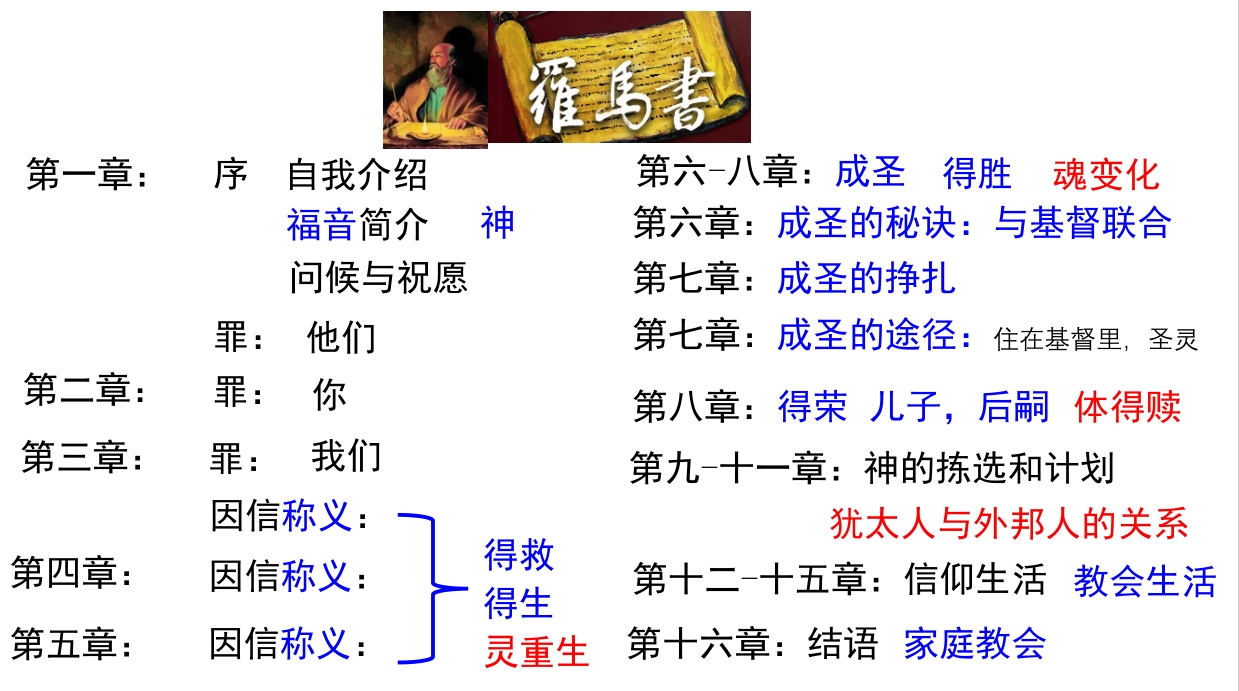 羅馬書
第一章： 序 自我介绍
福音简介 神
问候与祝愿
罪： 他们
第二章： 罪： 你
第三章： 罪： 我们
因信称义：
第四章： 因信称义：
第五章： 因信称义：
得救
得生
灵重生
第六-八章：成圣 得胜 魂变化
第六章：成圣的秘诀：与基督联合
第七章：成圣的挣扎
第七章：成圣的途径：住在基督里，圣灵
第八章：得荣 儿子，后嗣 体得赎
第九-十一章：神的拣选和计划
犹太人与外邦人的关系
第十二-十五章：信仰生活 教会生活
第十六章：结语 家庭教会